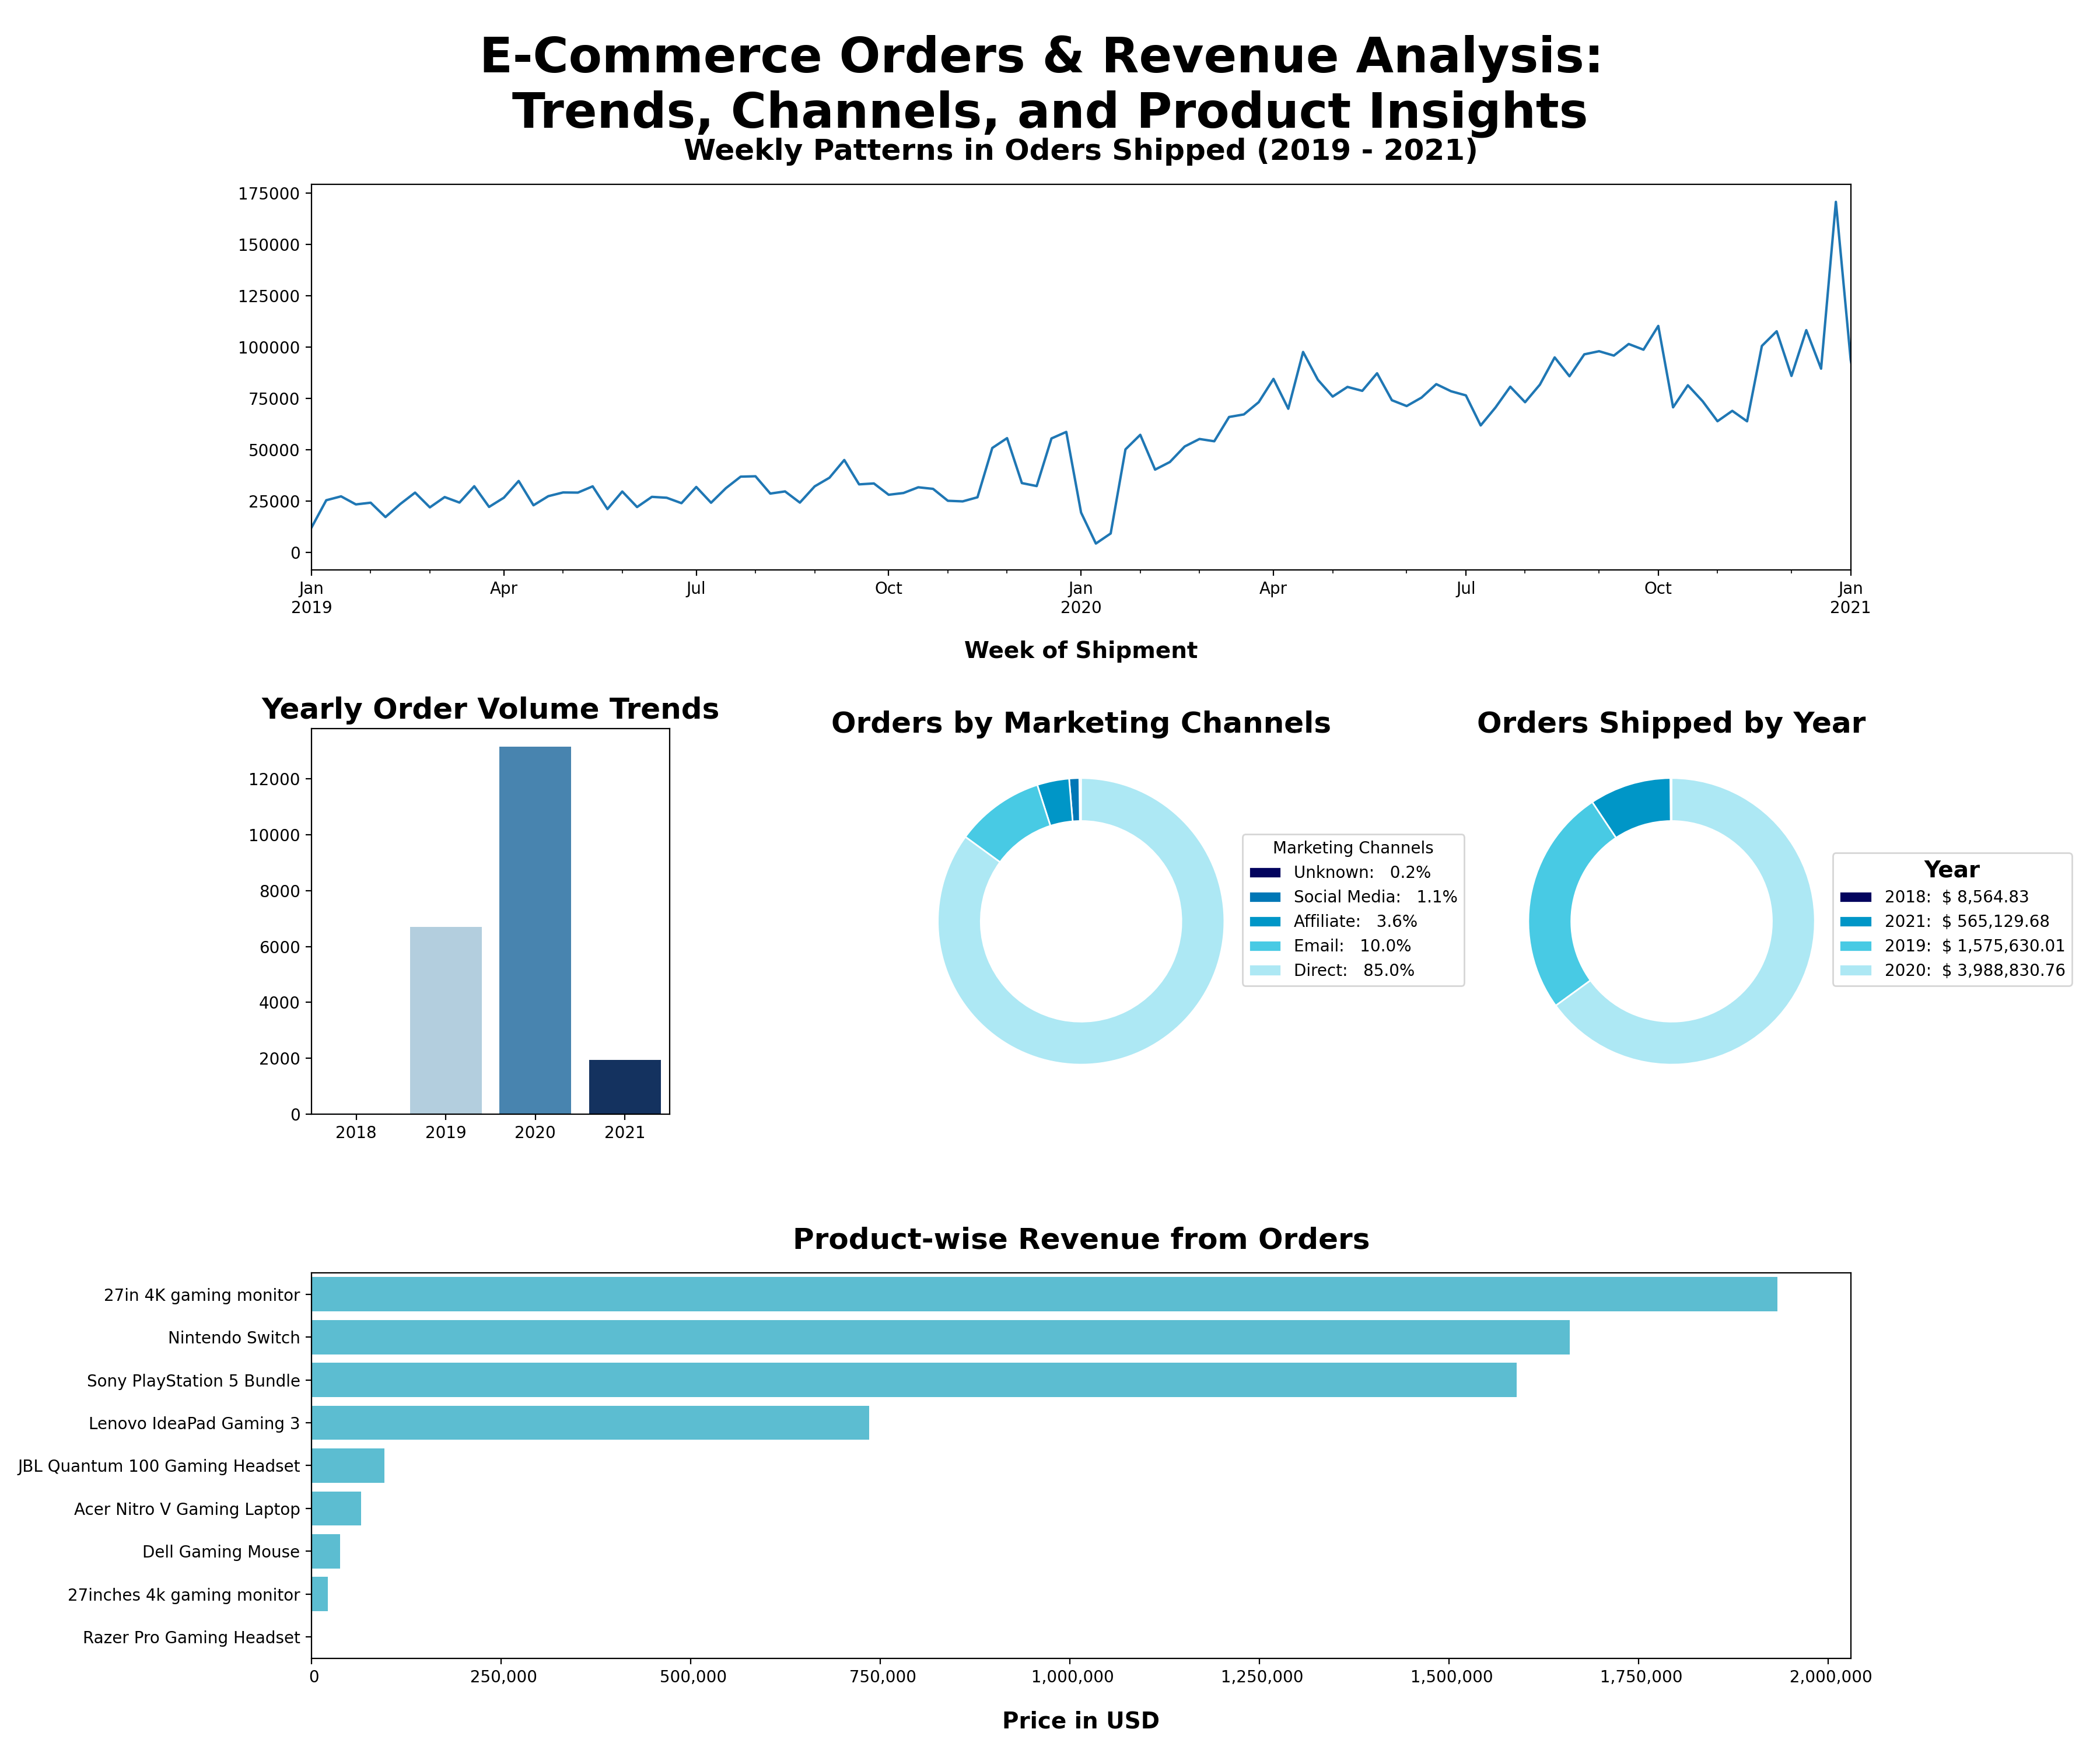 E-Commerce Orders & Revenue Analysis:
Trends, Channels, and Product Insights
Weekly Patterns in Oders Shipped (2019 - 2021)
175000
150000
125000
100000
75000
50000
25000
0
Jan Apr Jul Oct Jan Apr Jul Oct Jan
2019 2020 2021
Week of Shipment
Yearly Order Volume Trends
12000
10000
8000
6000
4000
2000
0
2018 2019 2020 2021
Orders by Marketing Channels
Marketing Channels
Unknown: 0.2%
Social Media: 1.1%
Affiliate: 3.6%
Email: 10.0%
Direct: 85.0%
Orders Shipped by Year
Year
2018: $ 8,564.83
2021: $ 565,129.68
2019: $ 1,575,630.01
2020: $ 3,988,830.76
Product-wise Revenue from Orders
27in 4K gaming monitor
Nintendo Switch
Sony PlayStation 5 Bundle
Lenovo IdeaPad Gaming 3
JBL Quantum 100 Gaming Headset
Acer Nitro V Gaming Laptop
Dell Gaming Mouse
27inches 4k gaming monitor
Razer Pro Gaming Headset
0 250,000 500,000 750,000 1,000,000 1,250,000 1,500,000 1,750,000 2,000,000
Price in USD